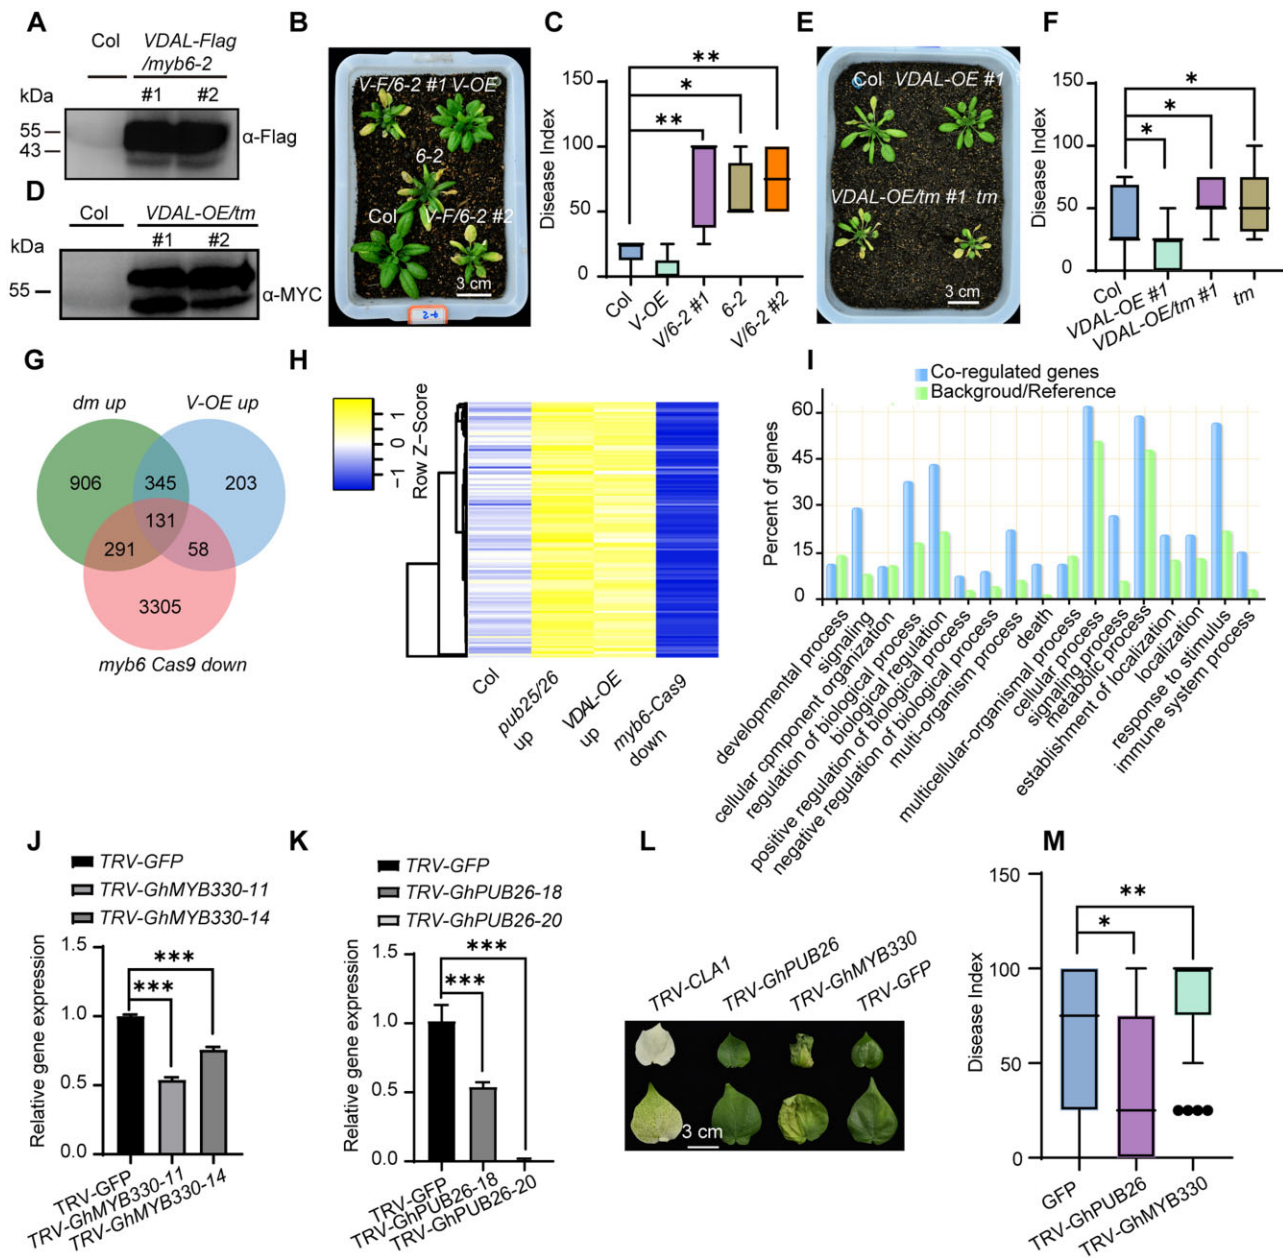 A
Col
VDAL-Flag
/myb6-2
kDa
#1
#2
55
43
α-Flag
B
V-F/6-2 #1 V-OE
6-2
Col
V-F/6-2 #2
3 cm
C
Disease Index
150
100
50
0
**
*
**
Col
V-OE
V/6-2 #1
6-2
V/6-2 #2
D
Col
VDAL-OE/tm
kDa
#1
#2
55
α-MYC
E
Col
VDAL-OE #1
VDAL-OE/tm #1
tm
3 cm
F
Disease Index
150
100
50
0
*
*
*
Col
VDAL-OE #1
VDAL-OE/tm #1
tm
G
dm up
V-OE up
906
345
203
131
291
58
3305
myb6 Cas9 down
H
Row Z-Score
1
0
−1
Col
pub25/26
up
VDAL-OE
up
myb6-Cas9
down
I
Co-regulated genes
Backgroud/Reference
Percent of genes
60
45
30
15
0
developmental process
signaling
cellular cpmponent organization
regulation of biological process
biological regulation
positive regulation of biological process
negative regulation of biological process
multi-organism process
death
multicellular-organismal process
cellular process
signaling process
metabolic process
establishment of localization
localization
response to stimulus
immune system process
J
TRV-GFP
TRV-GhMYB330-11
TRV-GhMYB330-14
Relative gene expression
1.5
1.0
0.5
0.0
***
***
TRV-GFP
TRV-GhMYB330-11
TRV-GhMYB330-14
K
TRV-GFP
TRV-GhPUB26-18
TRV-GhPUB26-20
Relative gene expression
1.5
1.0
0.5
0.0
***
***
TRV-GFP
TRV-GhPUB26-18
TRV-GhPUB26-20
L
TRV-CLA1
TRV-GhPUB26
TRV-GhMYB330
TRV-GFP
3 cm
M
Disease Index
150
100
50
0
**
*
GFP
TRV-GhPUB26
TRV-GhMYB330